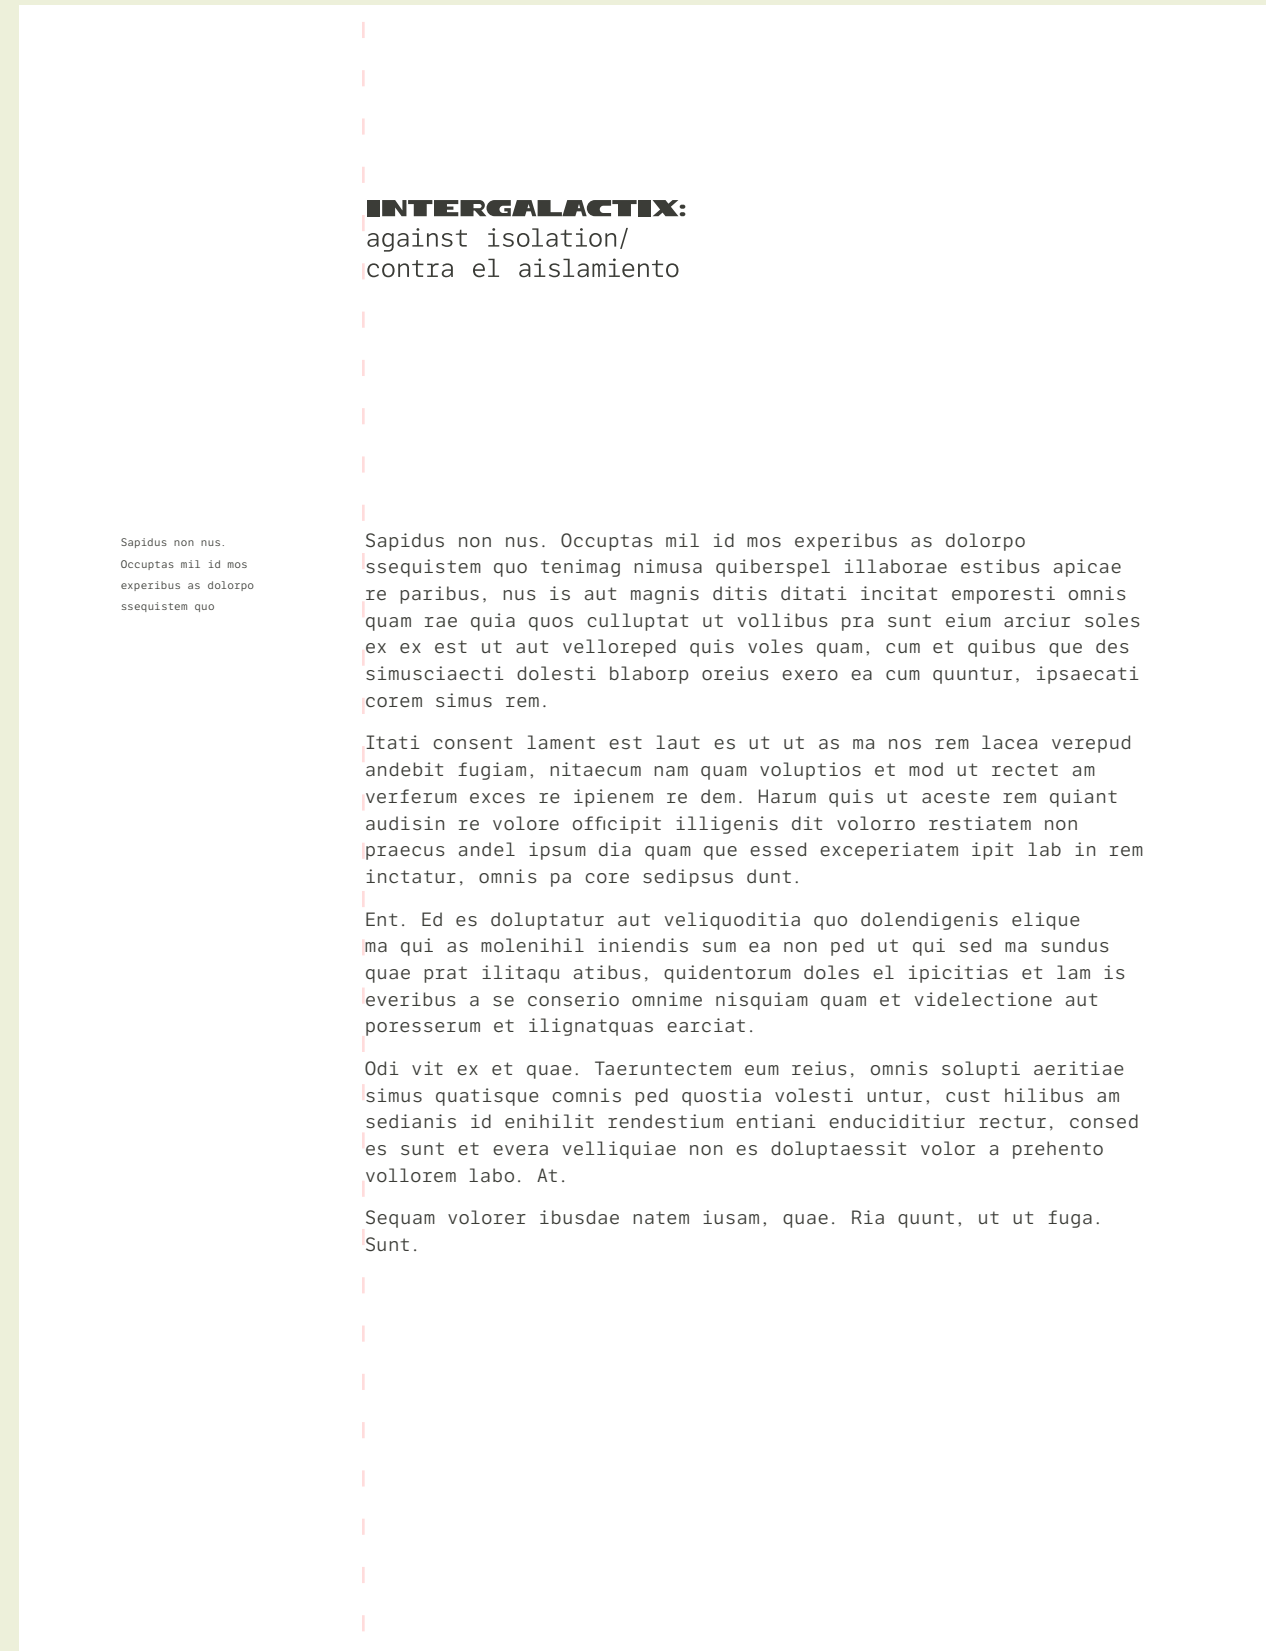 INTERGALACTIX:
against isolation/
contra el aislamiento
Sapidus non nus.
Occuptas mil id mos
experibus as dolorpo
ssequistem quo
Sapidus non nus. Occuptas mil id mos experibus as dolorpo
ssequistem quo tenimag nimusa quiberspel illaborae estibus apicae
re paribus, nus is aut magnis ditis ditati incitat emporesti omnis
quam rae quia quos culluptat ut vollibus pra sunt eium arciur soles
ex ex est ut aut velloreped quis voles quam, cum et quibus que des
simusciaecti dolesti blaborp oreius exero ea cum quuntur, ipsaecati
corem simus rem.
Itati consent lament est laut es ut ut as ma nos rem lacea verepud
andebit fugiam, nitaecum nam quam voluptios et mod ut rectet am
verferum exces re ipienem re dem. Harum quis ut aceste rem quiant
audisin re volore officipit illigenis dit volorro restiatem non
praecus andel ipsum dia quam que essed exceperiatem ipit lab in rem
inctatur, omnis pa core sedipsus dunt.
Ent. Ed es doluptatur aut veliquoditia quo dolendigenis elique
ma qui as molenihil iniendis sum ea non ped ut qui sed ma sundus
quae prat ilitaqu atibus, quidentorum doles el ipicitias et lam is
everibus a se conserio omnime nisquiam quam et videlectione aut
poresserum et ilignatquas earciat.
Odi vit ex et quae. Taeruntectem eum reius, omnis solupti aeritiae
simus quatisque comnis ped quostia volesti untur, cust hilibus am
sedianis id enihilit rendestium entiani enduciditiur rectur, consed
es sunt et evera velliquiae non es doluptaessit volor a prehento
vollorem labo. At.
Sequam volorer ibusdae natem iusam, quae. Ria quunt, ut ut fuga.
Sunt.